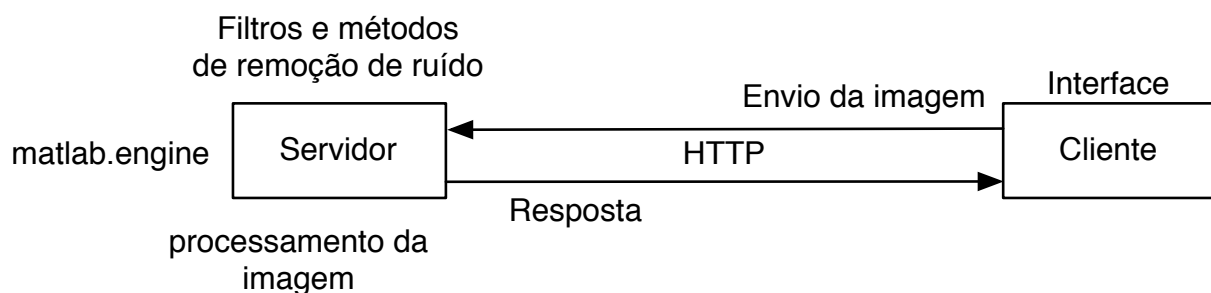 Filtros e métodos
de remoção de ruído
Interface
Envio da imagem
matlab.engine
Servidor
HTTP
Cliente
Resposta
processamento da
imagem